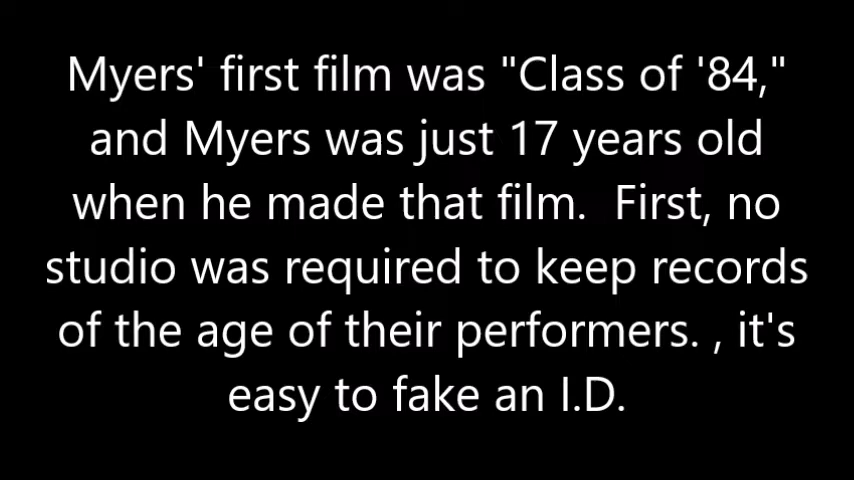 Myers' first film was "Class of '84,"
and Myers was just 17 years old
when he made that film.  First, no
studio was required to keep records
of the age of their performers. , it's
easy to fake an I.D.